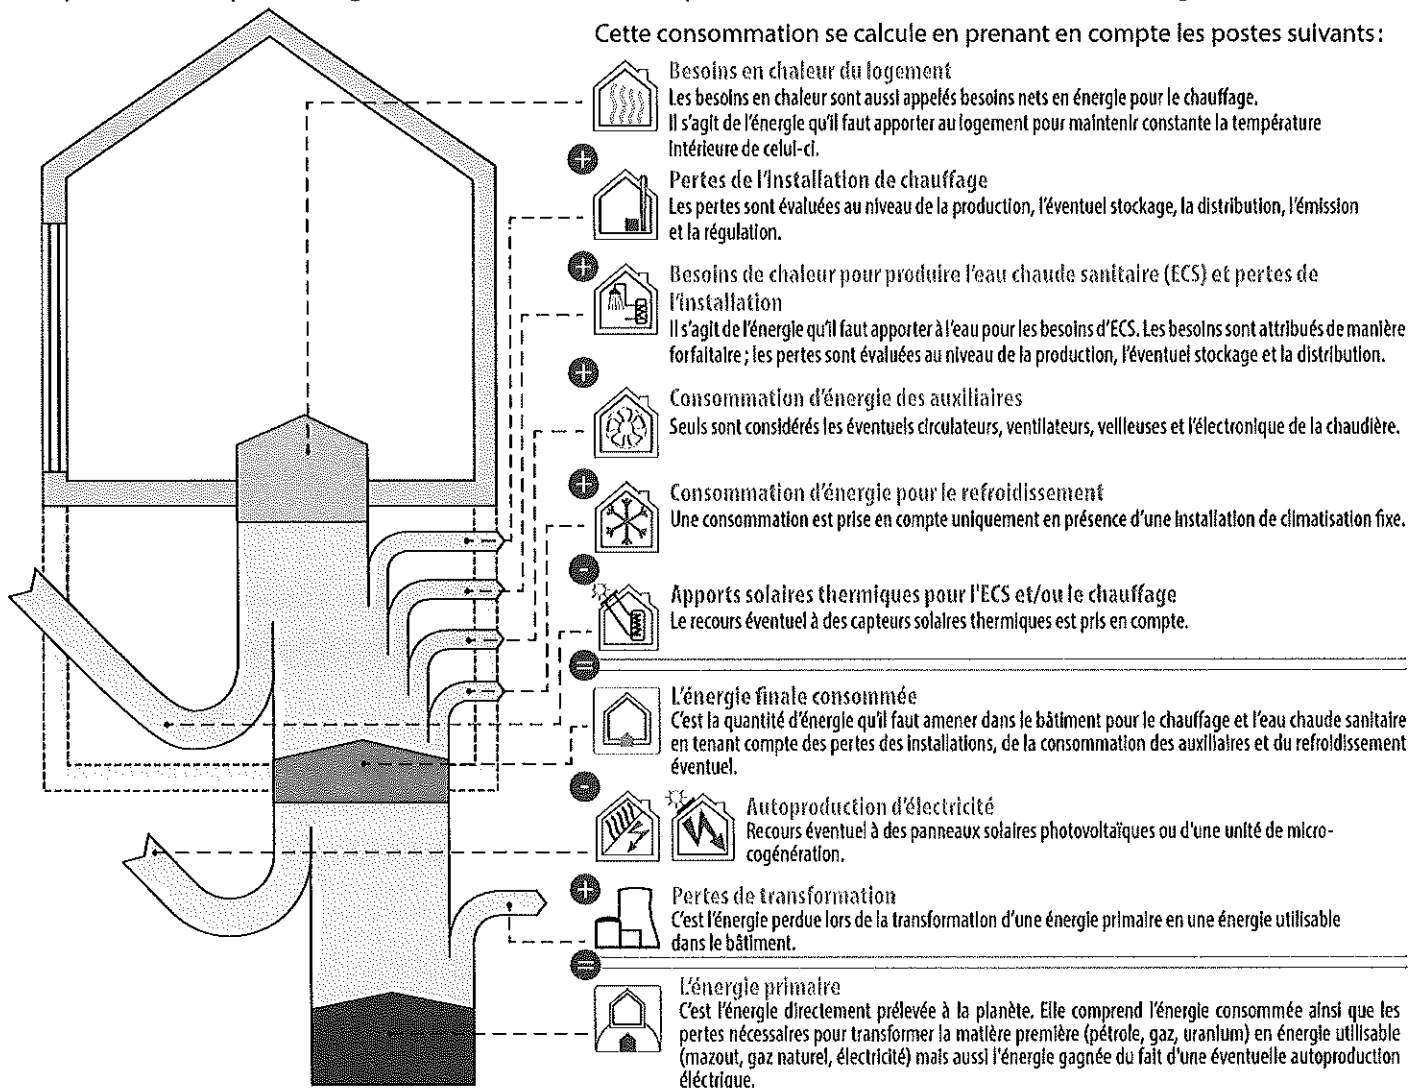 Cette consommation se calcule en prenant en compte les postes suivants :
Besoins en chaleur du logement
Les besoins en chaleur sont aussi appelés besoins nets en énergie pour le chauffage.
Il s'agit de l'énergie qu'il faut apporter au logement pour maintenir constante la température
intérieure de celui-ci.
+
Pertes de l'installation de chauffage
Les pertes sont évaluées au niveau de la production, l'éventuel stockage, la distribution, l'émission
et la régulation.
+
Besoins de chaleur pour produire l'eau chaude sanitaire (ECS) et pertes de
l'installation
Il s'agit de l'énergie qu'il faut apporter à l'eau pour les besoins d'ECS. Les besoins sont attribués de manière
forfaitaire ; les pertes sont évaluées au niveau de la production, l'éventuel stockage et la distribution.
+
Consommation d'énergie des auxiliaires
Seuls sont considérés les éventuels circulateurs, ventilateurs, veilleuses et l'électronique de la chaudière.
+
Consommation d'énergie pour le refroidissement
Une consommation est prise en compte uniquement en présence d'une installation de climatisation fixe.
-
Apports solaires thermiques pour l'ECS et/ou le chauffage
Le recours éventuel à des capteurs solaires thermiques est pris en compte.
=
L'énergie finale consommée
C'est la quantité d'énergie qu'il faut amener dans le bâtiment pour le chauffage et l'eau chaude sanitaire
en tenant compte des pertes des installations, de la consommation des auxiliaires et du refroidissement
éventuel.
-
Autoproduction d'électricité
Recours éventuel à des panneaux solaires photovoltaïques ou d'une unité de micro-
cogénération.
+
Pertes de transformation
C'est l'énergie perdue lors de la transformation d'une énergie primaire en une énergie utilisable
dans le bâtiment.
=
L'énergie primaire
C'est l'énergie directement prélevée à la planète. Elle comprend l'énergie consommée ainsi que les
pertes nécessaires pour transformer la matière première (pétrole, gaz, uranium) en énergie utilisable
(mazout, gaz naturel, électricité) mais aussi l'énergie gagnée du fait d'une éventuelle autoproduction
éléctrique.